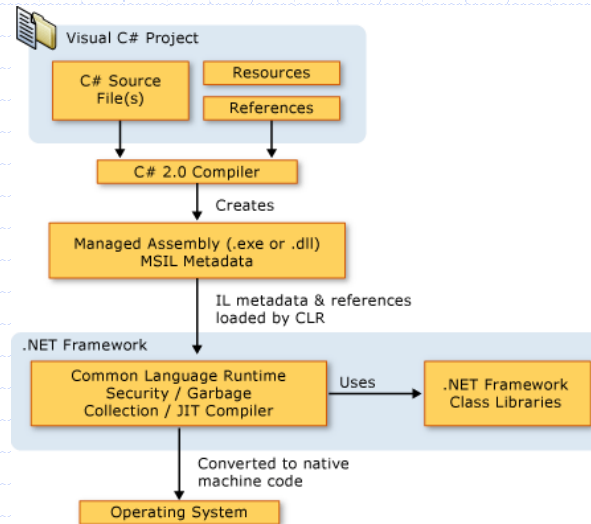 Visual C# Project
C# Source
File(s)
Resources
References
C# 2.0 Compiler
Creates
Managed Assembly (.exe or .dll)
MSIL Metadata
IL metadata & references
loaded by CLR
.NET Framework
Common Language Runtime
Security / Garbage
Collection / JIT Compiler
Uses
.NET Framework
Class Libraries
Converted to native
machine code
Operating System